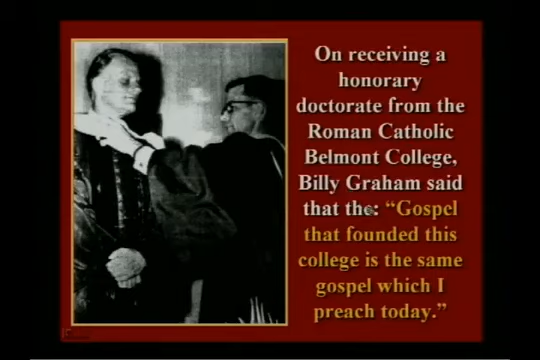 On receiving a
honorary
doctorate from the
Roman Catholic
Belmont College,
Billy Graham said
that the: “Gospel
that founded this
college is the same
gospel which I
preach today.”